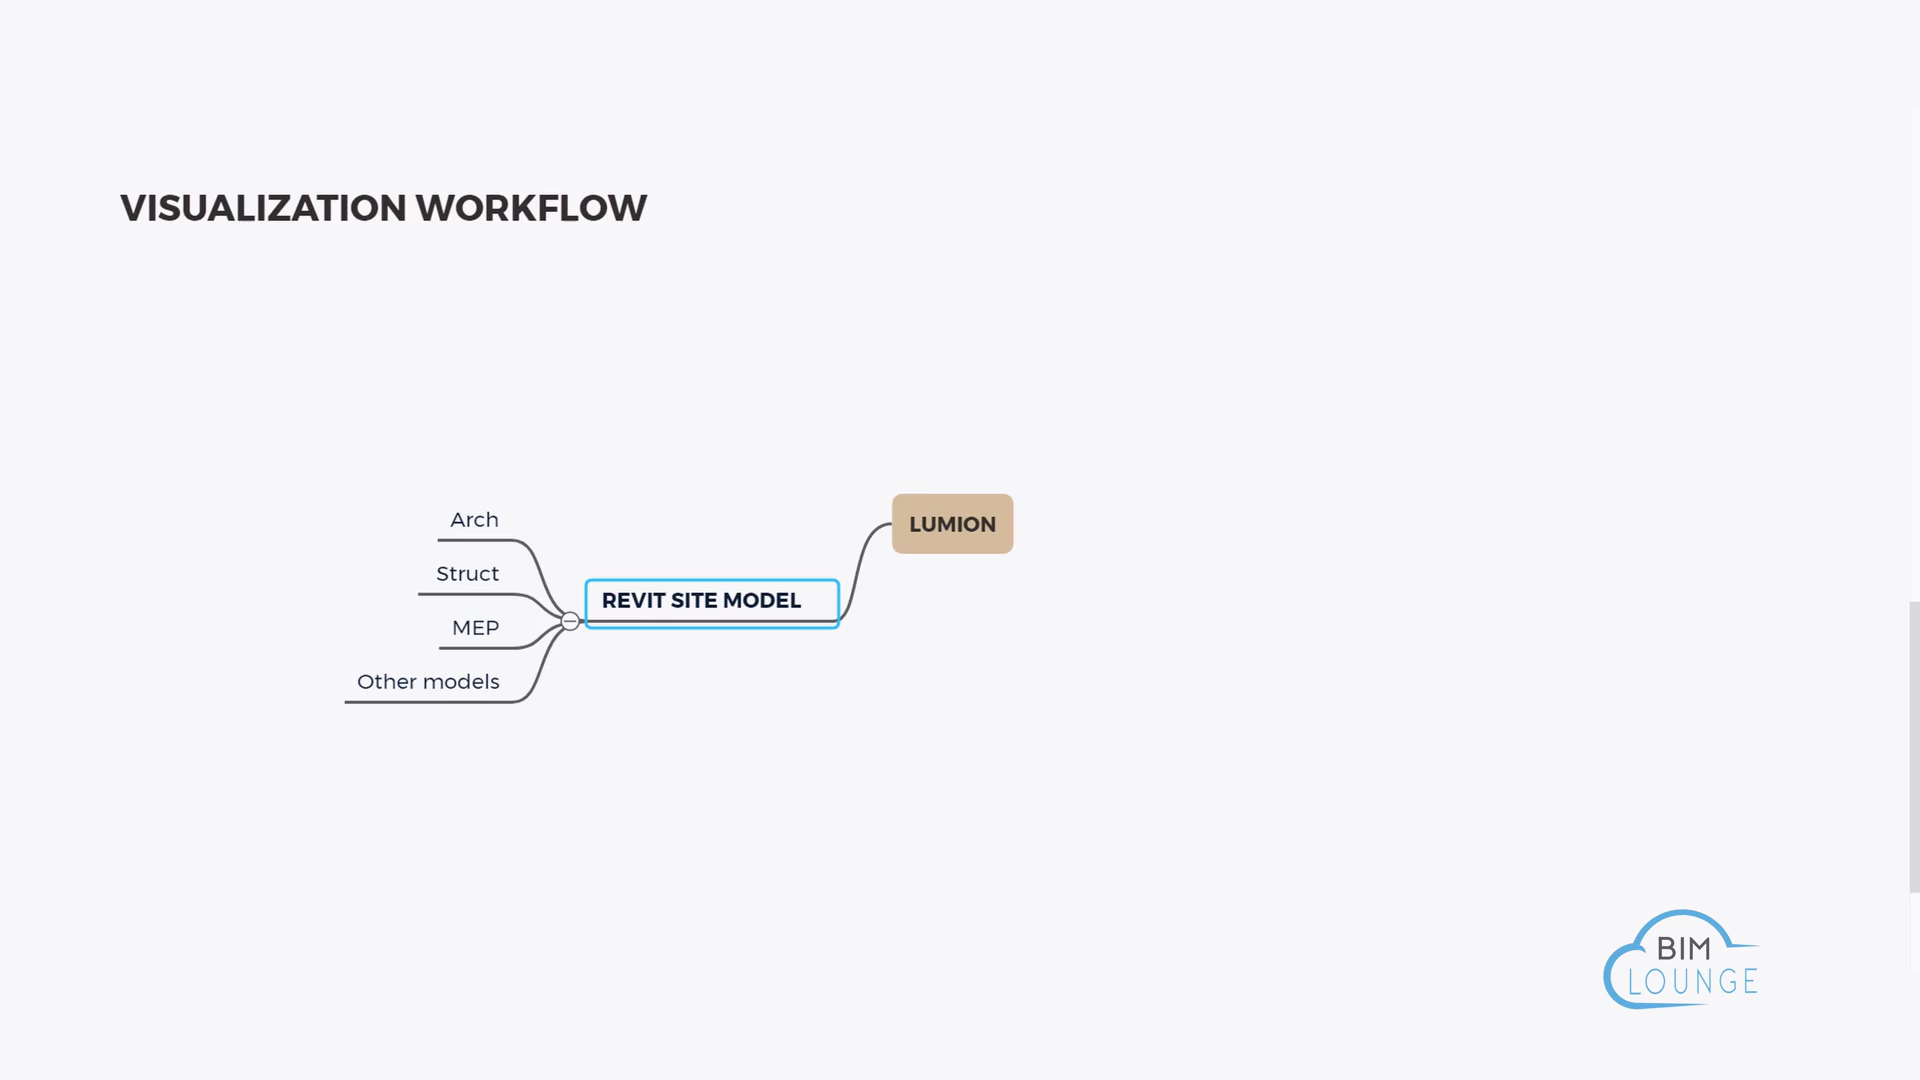 VISUALIZATION WORKFLOW
LUMION
Arch
Struct
REVIT SITE MODEL
MEP
Other models
BIM
LOUNGE